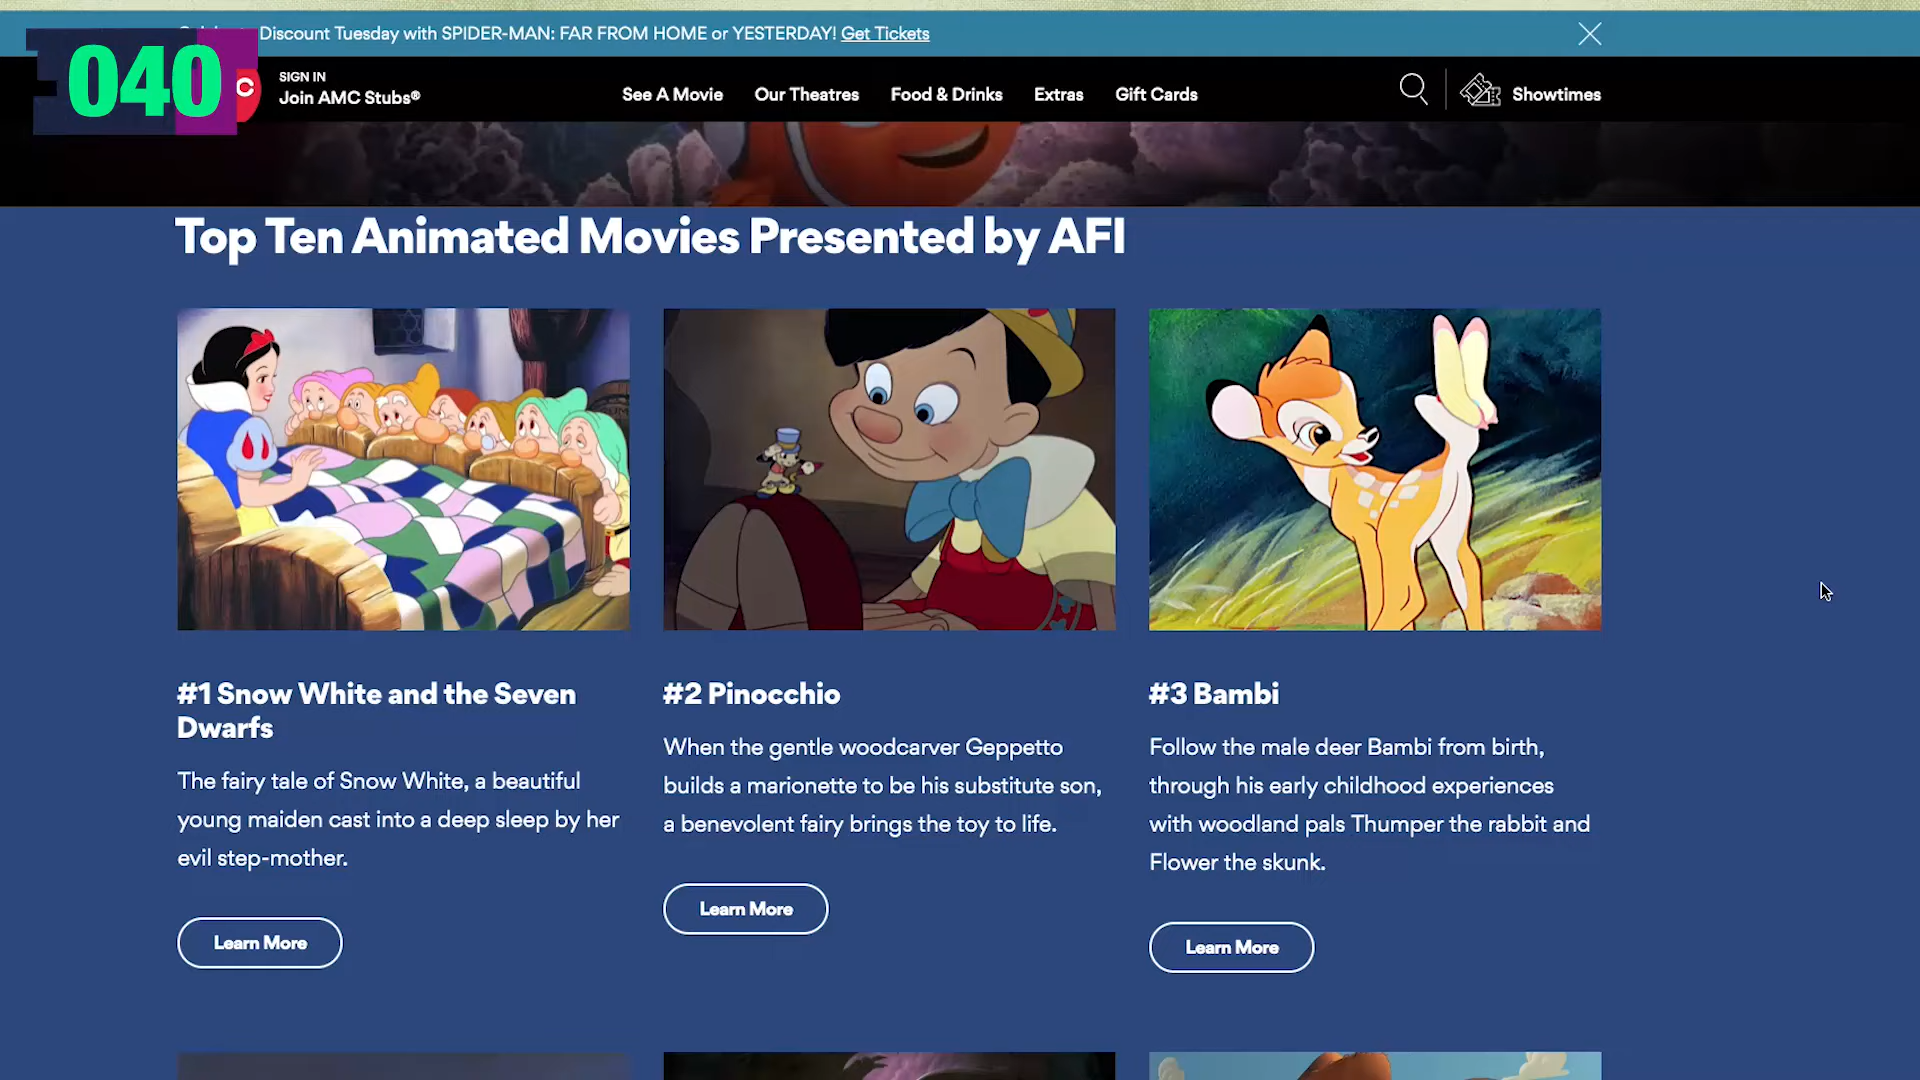 Discount Tuesday with SPIDER-MAN: FAR FROM HOME or YESTERDAY! Get Tickets
040
C
SIGN IN
Join AMC Stubs®
See A Movie
Our Theatres
Food & Drinks
Extras
Gift Cards
Showtimes
Top Ten Animated Movies Presented by AFI
#1 Snow White and the Seven
Dwarfs
The fairy tale of Snow White, a beautiful
young maiden cast into a deep sleep by her
evil step-mother.
Learn More
#2 Pinocchio
When the gentle woodcarver Geppetto
builds a marionette to be his substitute son,
a benevolent fairy brings the toy to life.
Learn More
#3 Bambi
Follow the male deer Bambi from birth,
through his early childhood experiences
with woodland pals Thumper the rabbit and
Flower the skunk.
Learn More